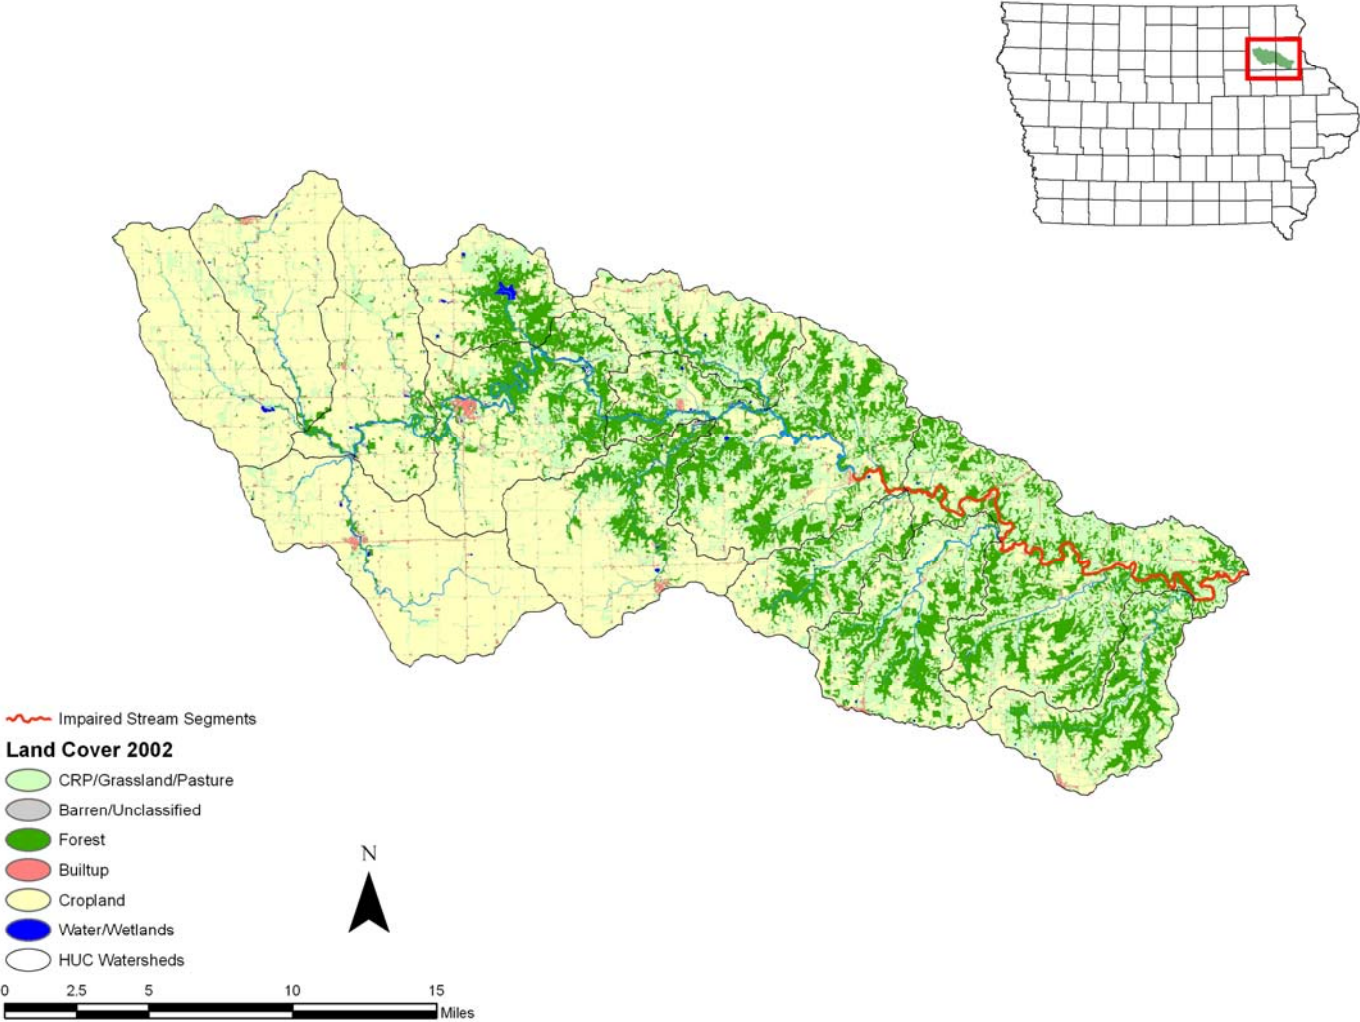 Impaired Stream Segments
Land Cover 2002
CRP/Grassland/Pasture
Barren/Unclassified
Forest
Builtup
Cropland
Water/Wetlands
HUC Watersheds
N
0 2.5 5 10 15
Miles